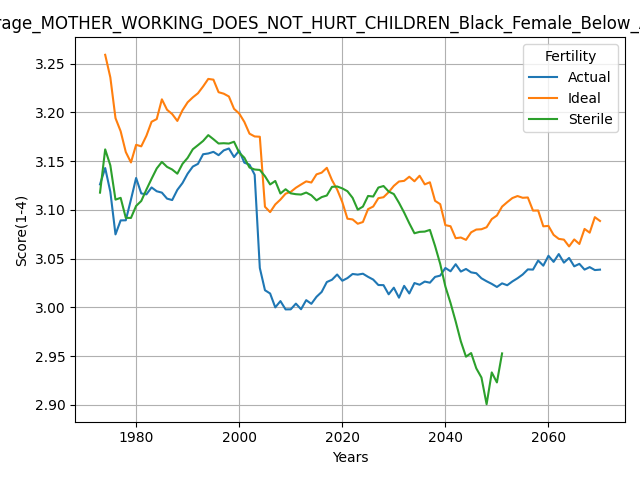 rage_MOTHER_WORKING_DOES_NOT_HURT_CHILDREN_Black_Female_Below_
Fertility
Actual
Ideal
Sterile
Score(1-4)
3.25
3.20
3.15
3.10
3.05
3.00
2.95
2.90
1980 2000 2020 2040 2060
Years